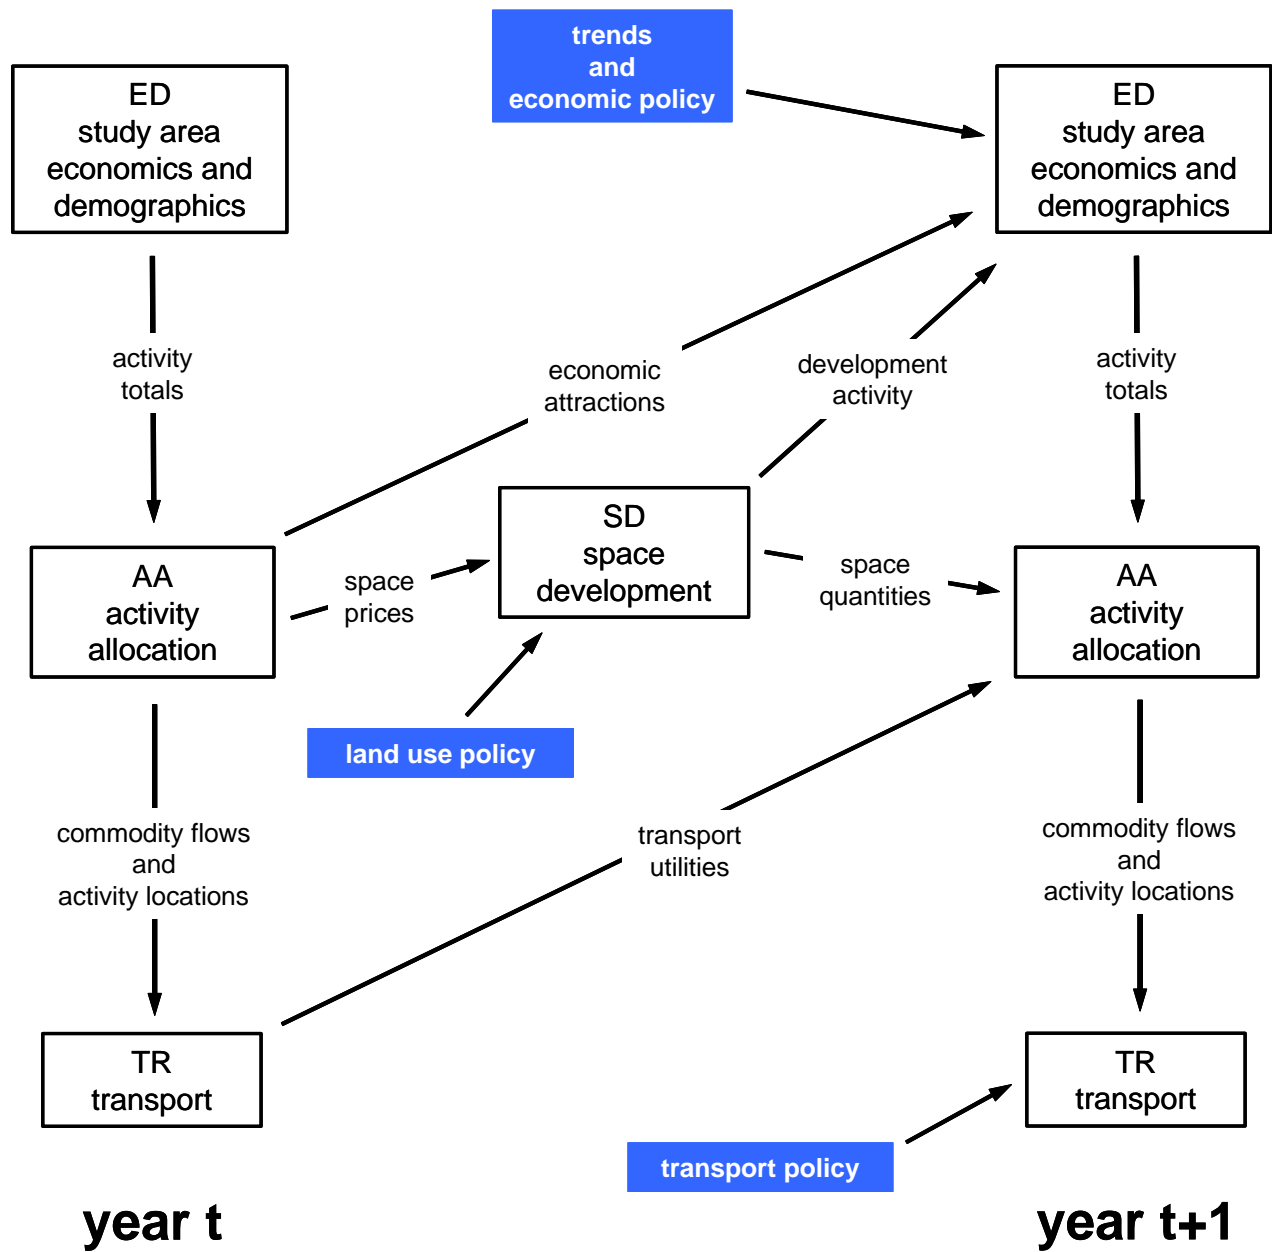 trends
and
economic policy
ED
study area
economics and
demographics
ED
study area
economics and
demographics
activity
totals
economic
attractions
development
activity
activity
totals
AA
activity
allocation
space
prices
SD
space
development
space
quantities
AA
activity
allocation
land use policy
commodity flows
and
activity locations
transport
utilities
commodity flows
and
activity locations
TR
transport
TR
transport
transport policy
year t
year t+1